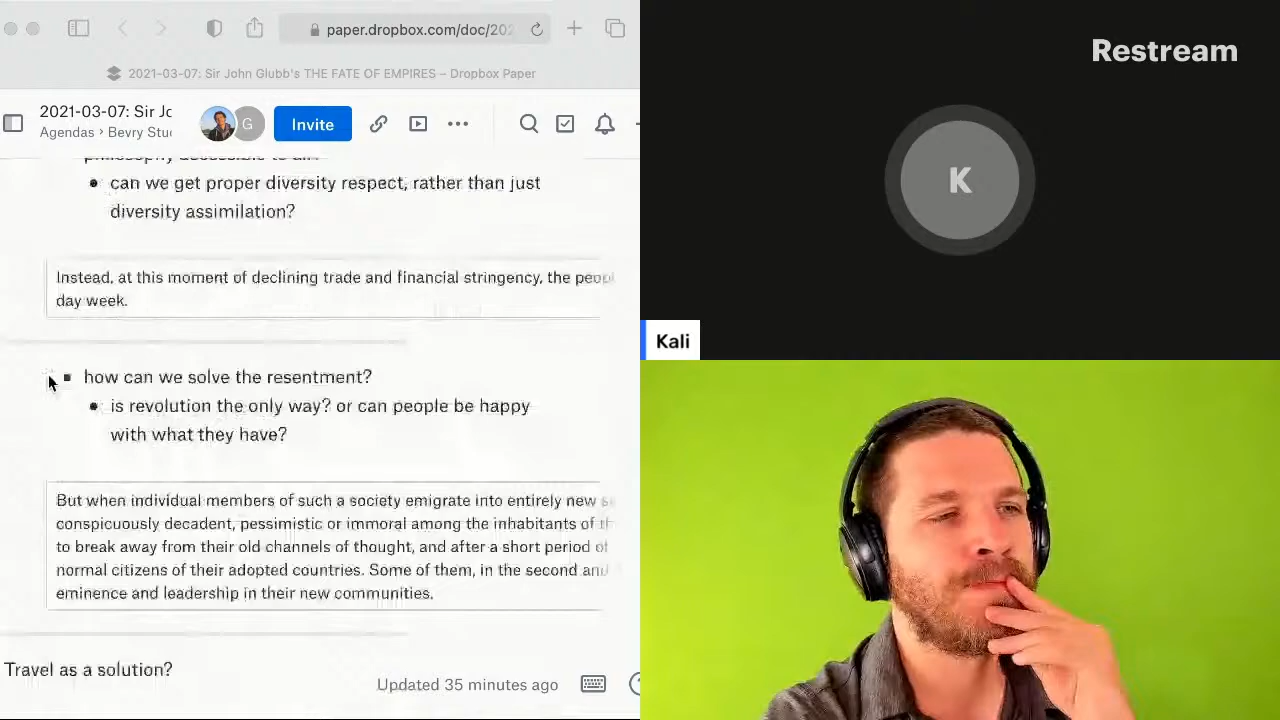 paper.dropbox.com/doc/202
2021-03-07: Sir John Glubb's THE FATE OF EMPIRES – Dropbox Paper
2021-03-07: Sir Jc
Agendas › Bevry Stud
G
Invite
can we get proper diversity respect, rather than just
diversity assimilation?
Instead, at this moment of declining trade and financial stringency, the peopl
day week.
how can we solve the resentment?
is revolution the only way? or can people be happy
with what they have?
But when individual members of such a society emigrate into entirely new s
conspicuously decadent, pessimistic or immoral among the inhabitants of th
to break away from their old channels of thought, and after a short period of
normal citizens of their adopted countries. Some of them, in the second and
eminence and leadership in their new communities.
Travel as a solution?
Updated 35 minutes ago
Restream
K
Kali